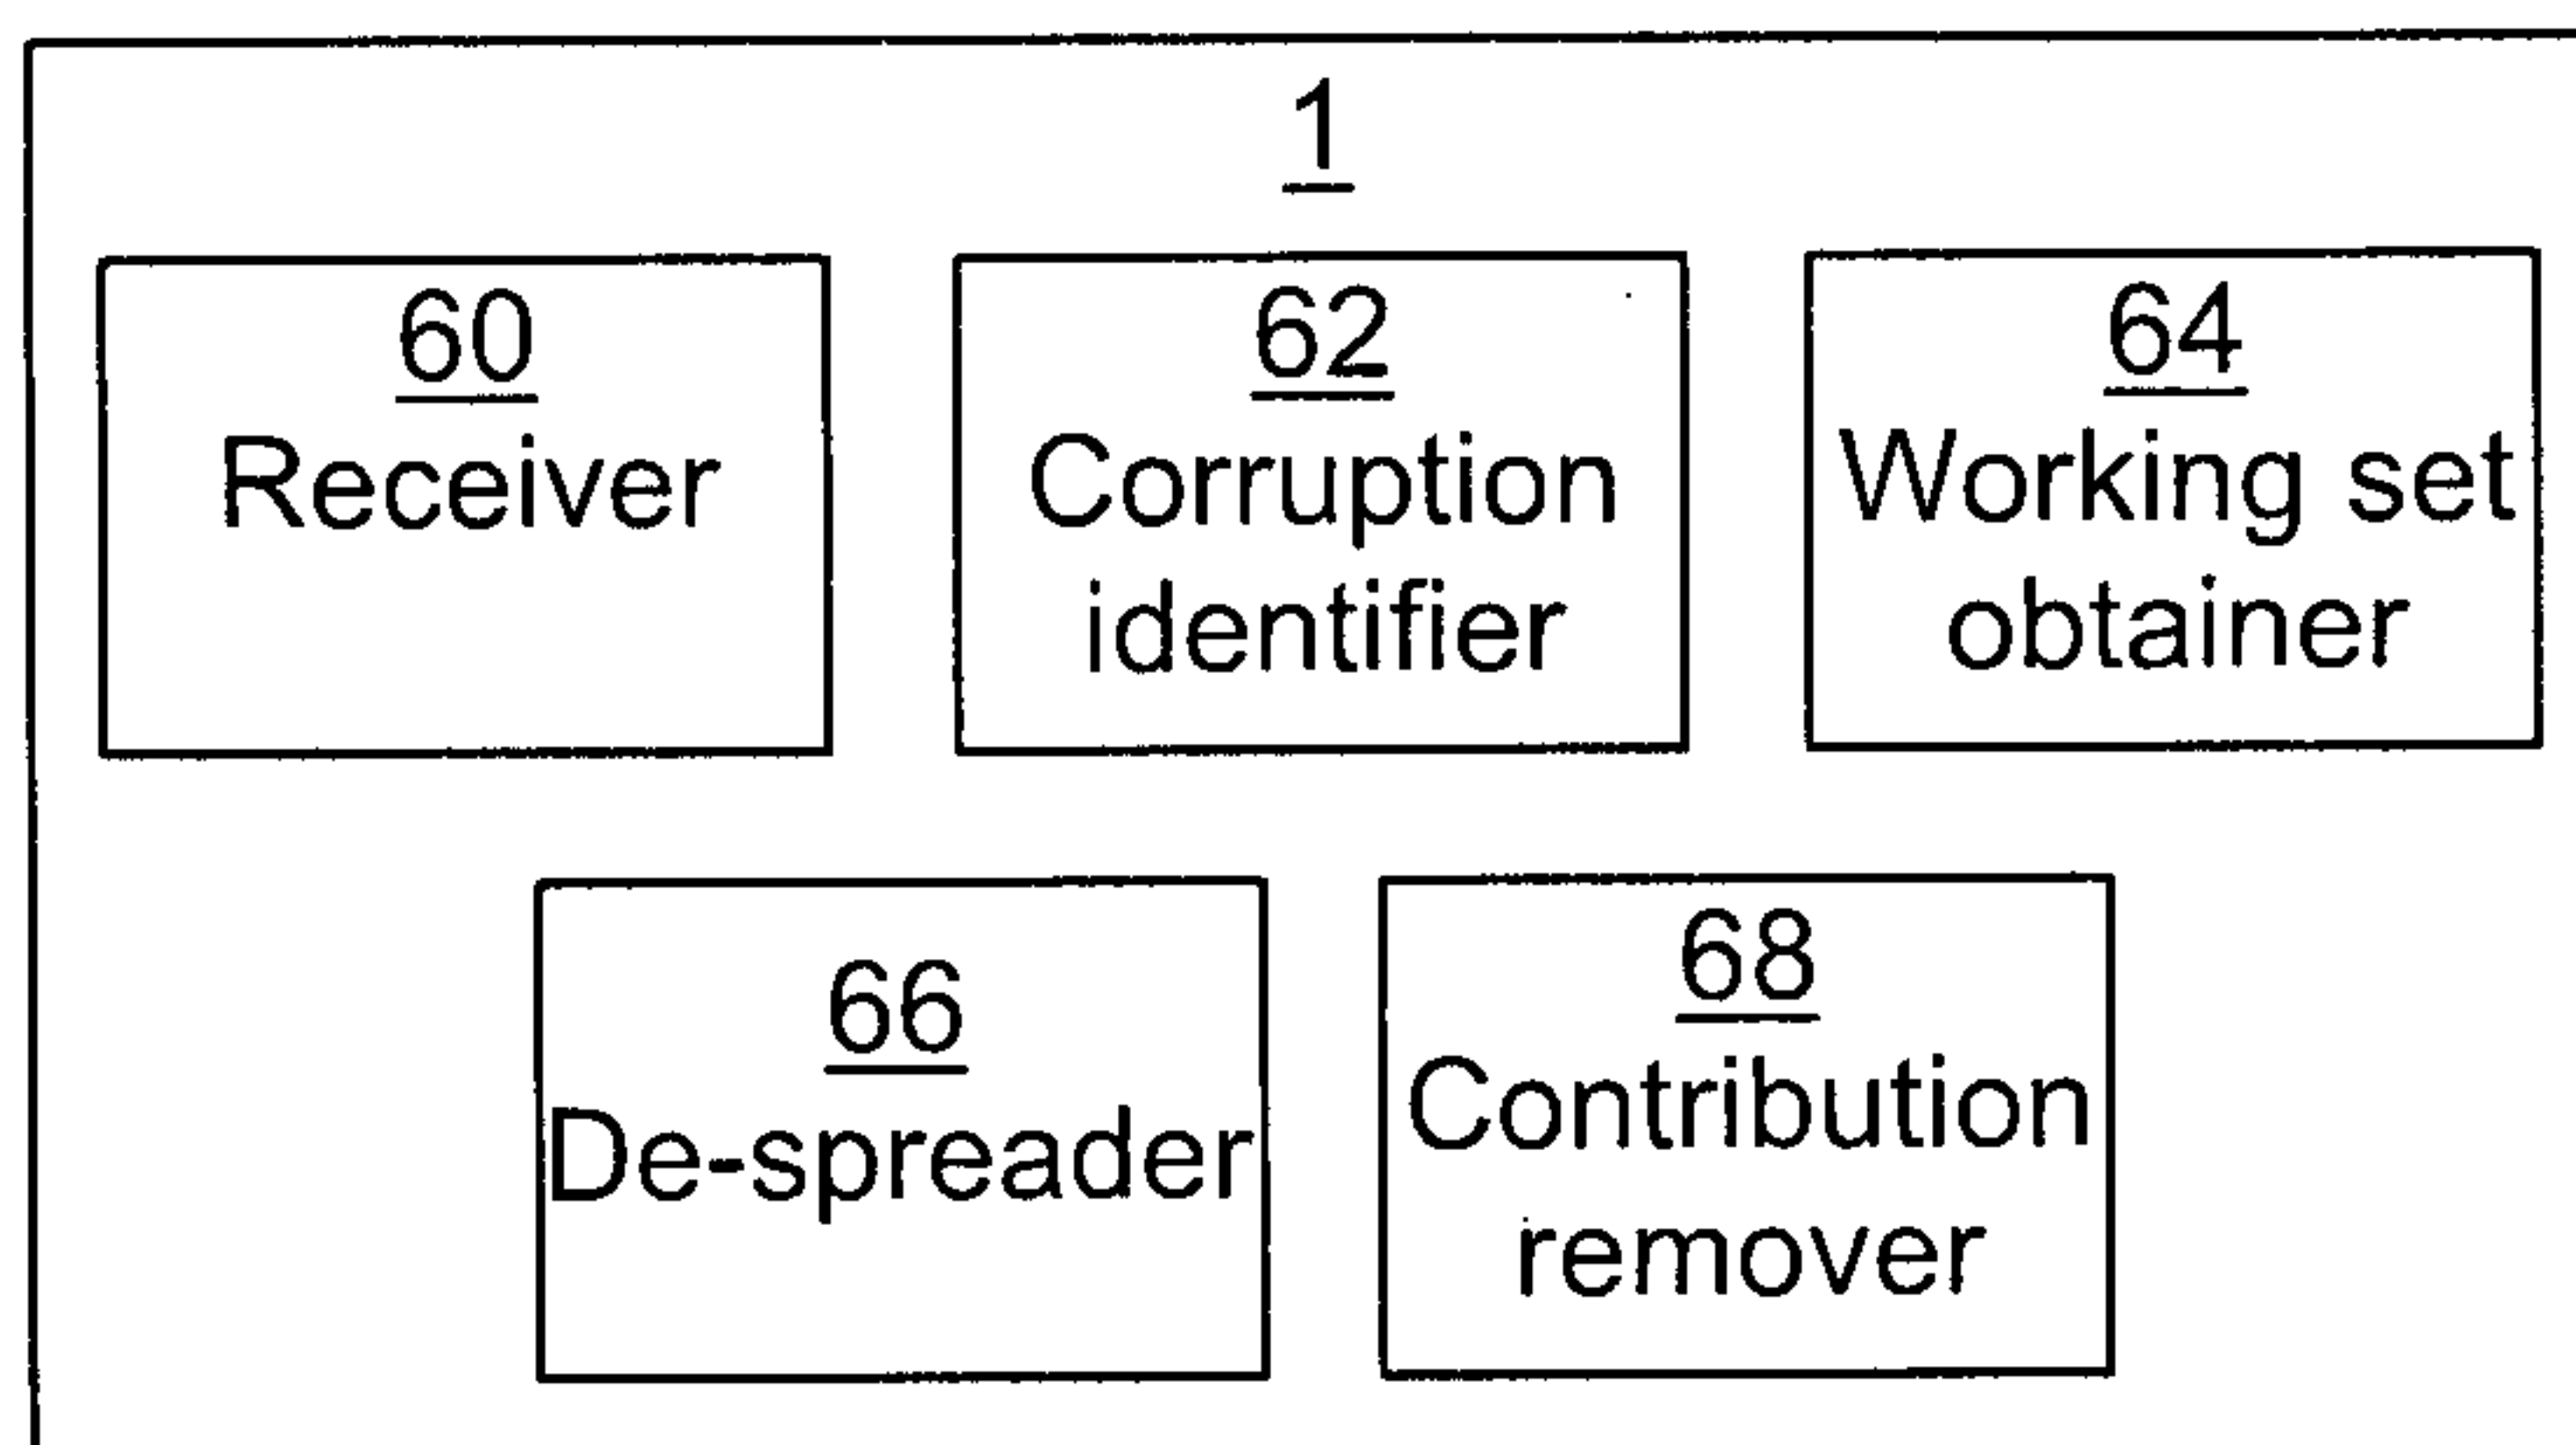 1
60
Receiver
62
Corruption
identifier
64
Working set
obtainer
66
De-spreader
68
Contribution
remover